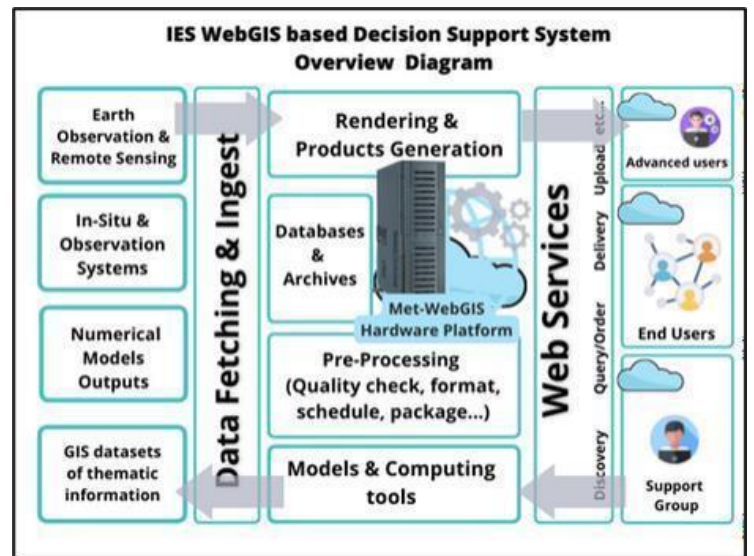 IES WebGIS based Decision Support System
Overview Diagram
Earth
Observation &
Remote Sensing
In-Situ &
Observation
Systems
Numerical
Models
Outputs
GIS datasets
of thematic
information
Data Fetching & Ingest
Rendering &
Products Generation
Databases
&
Archives
Met-WebGIS
Hardware Platform
Pre-Processing
(Quality check, format,
schedule, package...)
Models & Computing
tools
Web Services
Discovery Query/Order Delivery Upload etc...
Advanced users
End Users
Support
Group